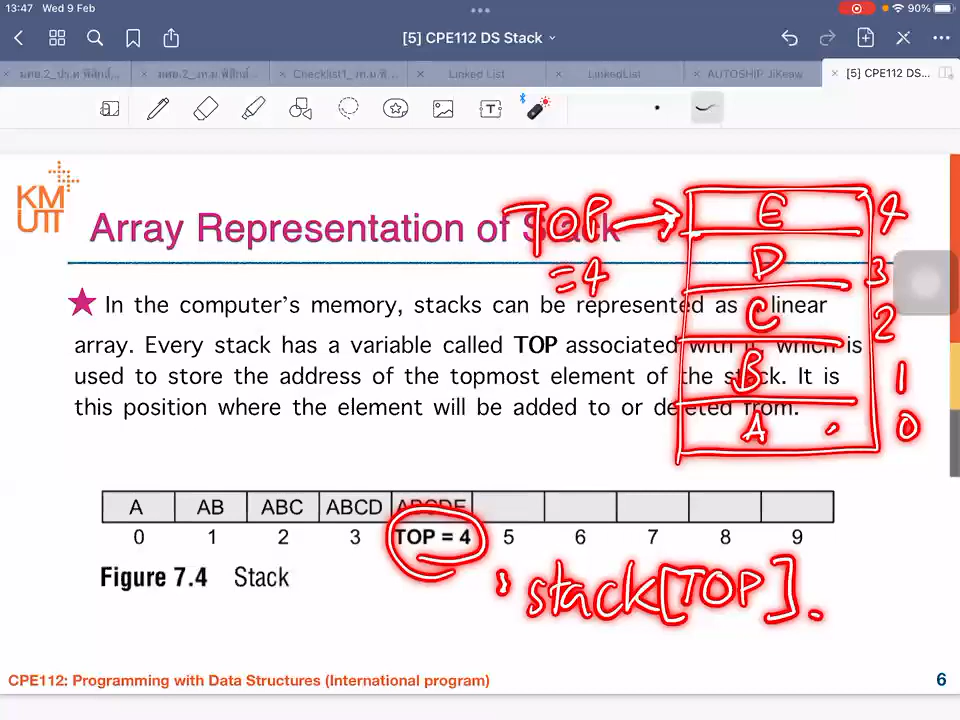 13:47 Wed 9 Feb
90%
[5] CPE112 DS Stack
Checklist1_
Linked List
LinkedList
AUTOSHIP JiKeaw
[5] CPE112 DS...
KM
UTT
Array Representation of Stack
TOP
=4
E 4
D 3
C 2
B 1
A 0
In the computer's memory, stacks can be represented as a linear
array. Every stack has a variable called TOP associated with it, which is
used to store the address of the topmost element of the stack. It is
this position where the element will be added to or deleted from.
A AB ABC ABCD ABCDE
0 1 2 3 TOP = 4 5 6 7 8 9
Figure 7.4 Stack
stack[TOP].
CPE112: Programming with Data Structures (International program)
6